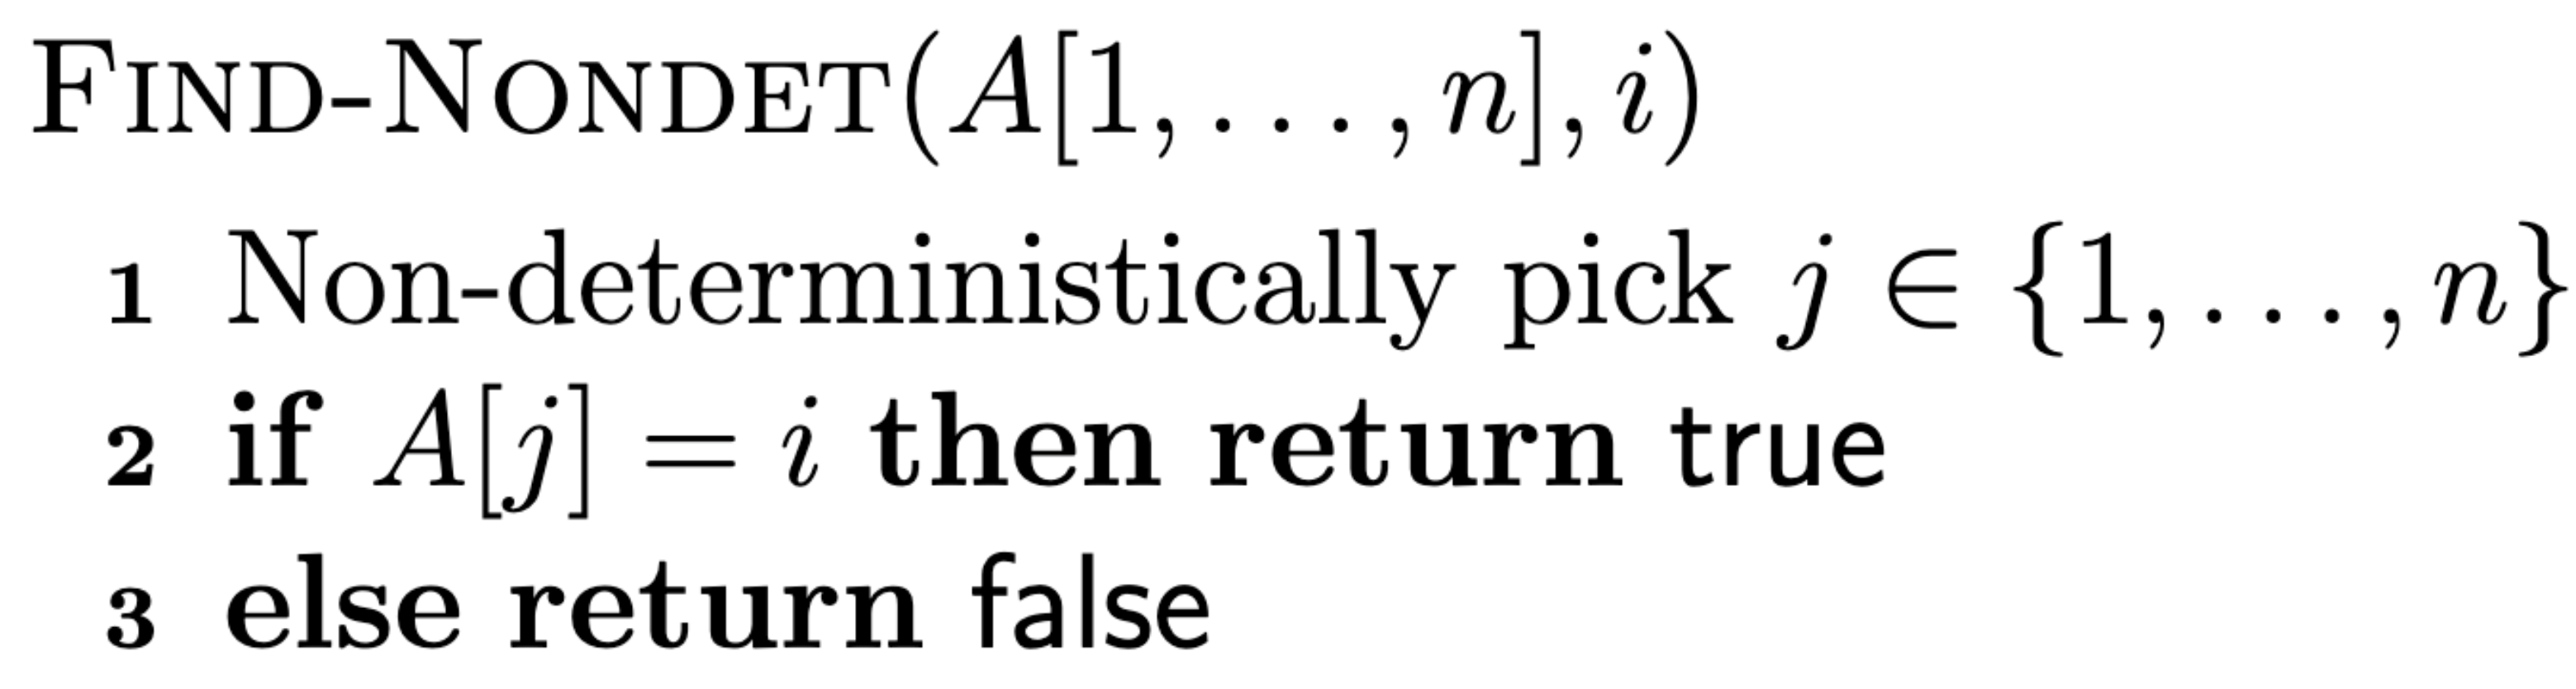 FIND-NONDET(A[1, . . . , n], i)
1 Non-deterministically pick j ∈ {1, . . . , n}
2 if A[j] = i then return true
3 else return false